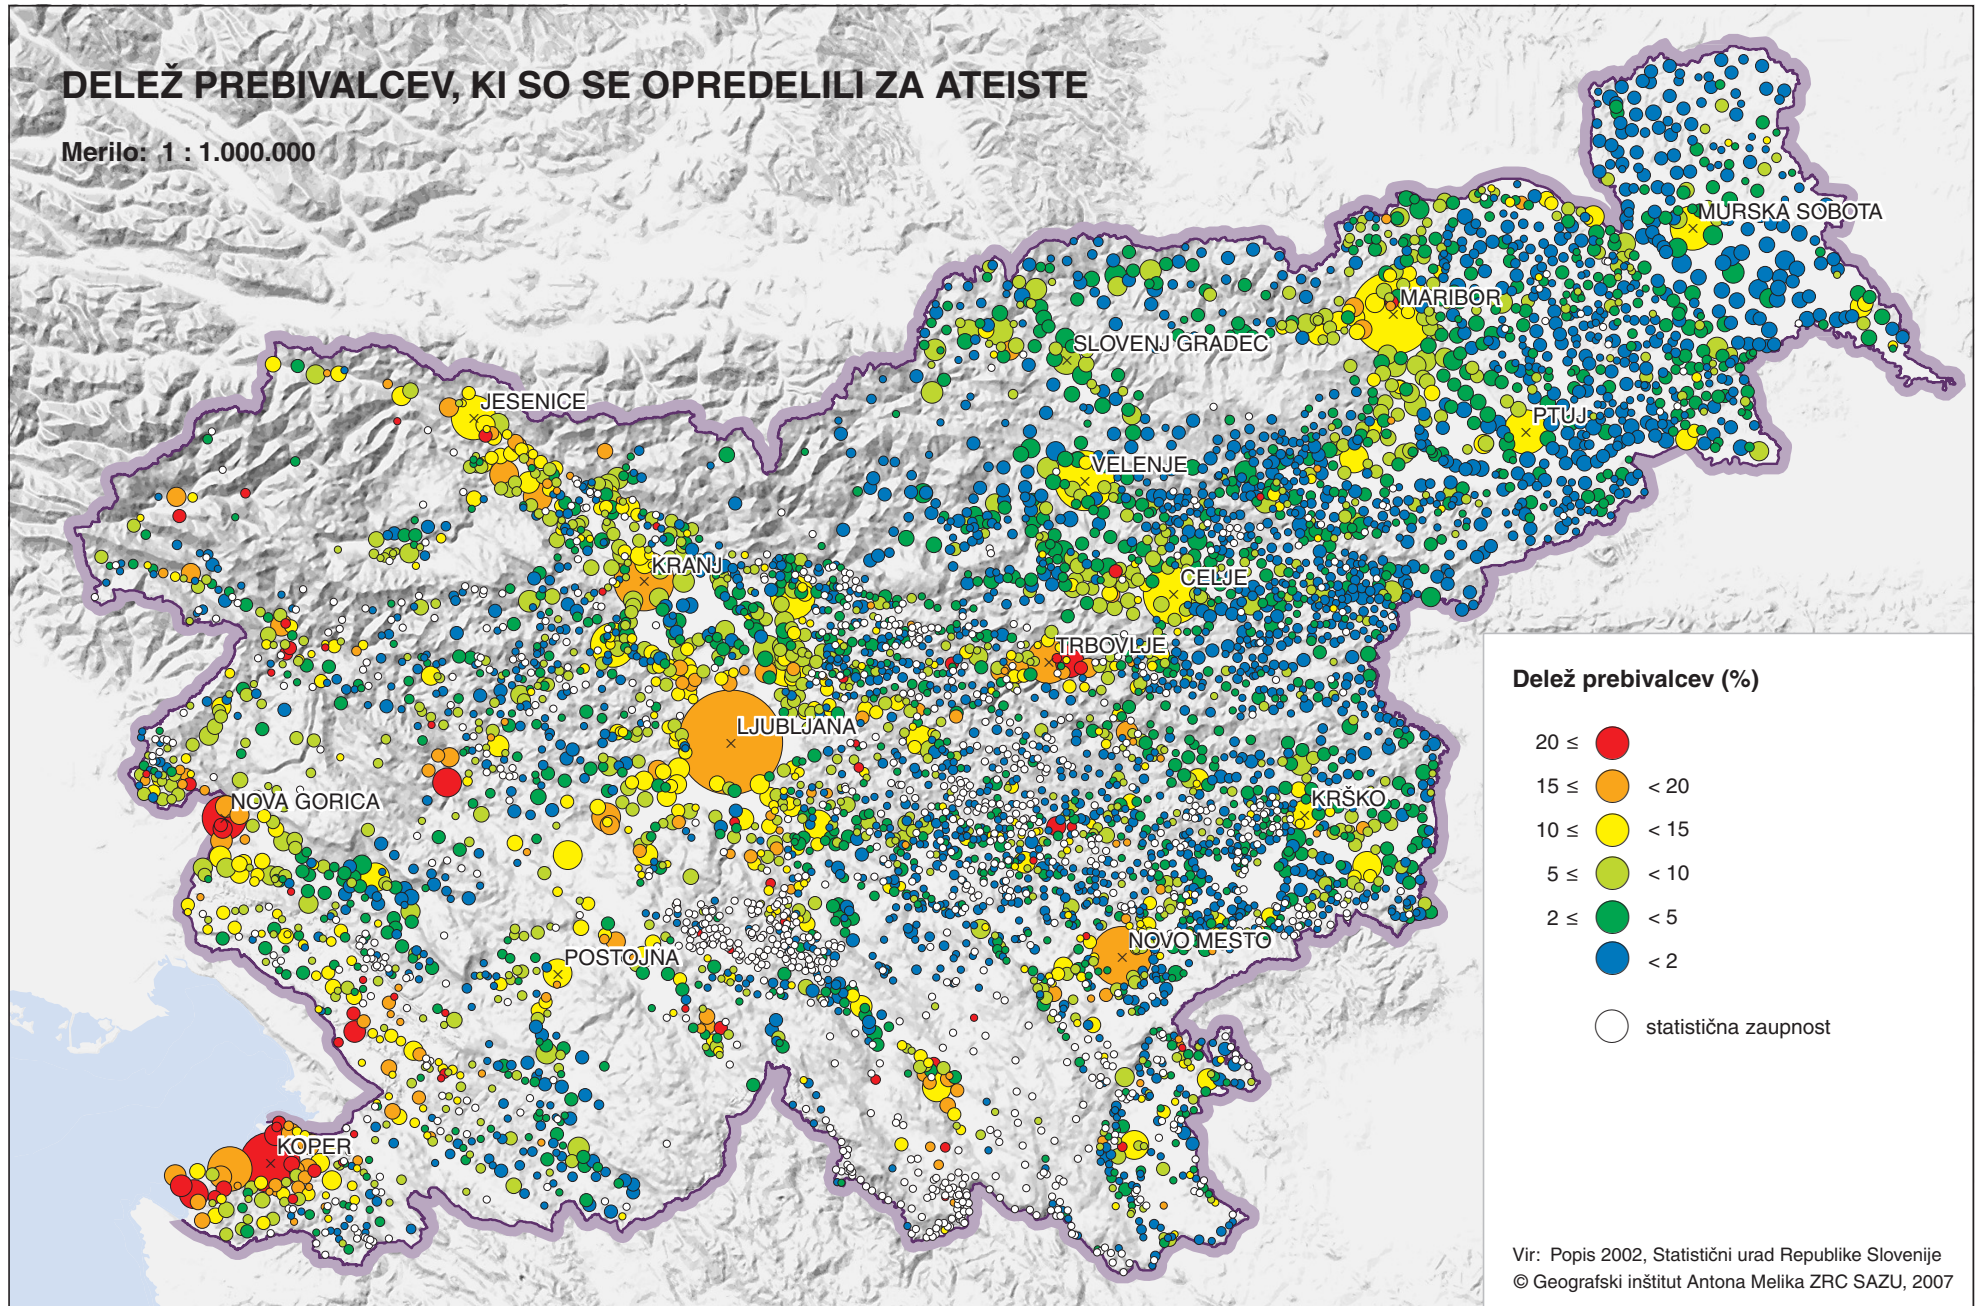 DELEŽ PREBIVALCEV, KI SO SE OPREDELILI ZA ATEISTE
Merilo: 1 : 1.000.000
MURSKA SOBOTA
MARIBOR
SLOVENJ GRADEC
JESENICE
PTUJ
VELENJE
KRANJ
CELJE
TRBOVLJE
LJUBLJANA
NOVA GORICA
KRŠKO
NOVO MESTO
POSTOJNA
KOPER
Delež prebivalcev (%)
20 ≤
15 ≤ < 20
10 ≤ < 15
5 ≤ < 10
2 ≤ < 5
< 2
statistična zaupnost
Vir: Popis 2002, Statistični urad Republike Slovenije
© Geografski inštitut Antona Melika ZRC SAZU, 2007